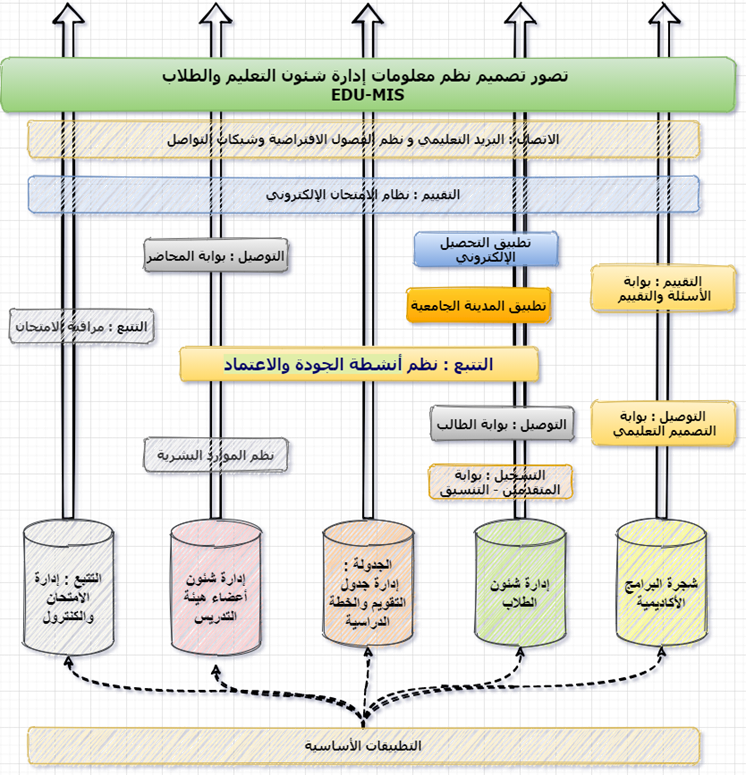 تصور تصميم نظم معلومات إدارة شئون التعليم والطلاب
EDU-MIS
الاتصال : البريد التعليمي و نظم الفصول الافتراضية وشبكات التواصل
التقييم : نظام الامتحان الإلكتروني
تطبيق التحصيل
الإلكتروني
التوصيل : بوابة المحاضر
التقييم : بوابة
الأسئلة والتقييم
تطبيق المدينة الجامعية
التتبع : مراقبة الامتحان
التتبع : نظم أنشطة الجودة والاعتماد
التوصيل : بوابة
التصميم التعليمي
التوصيل : بوابة الطالب
نظم الموارد البشرية
التسجيل : بوابة
المتقدمين - التنسيق
شجرة البرامج
الأكاديمية
إدارة شئون
الطلاب
الجدولة :
إدارة جدول
التقويم والخطة
الدراسية
إدارة شئون
أعضاء هيئة
التدريس
التتبع : إدارة
الامتحان
والكنترول
التطبيقات الأساسية